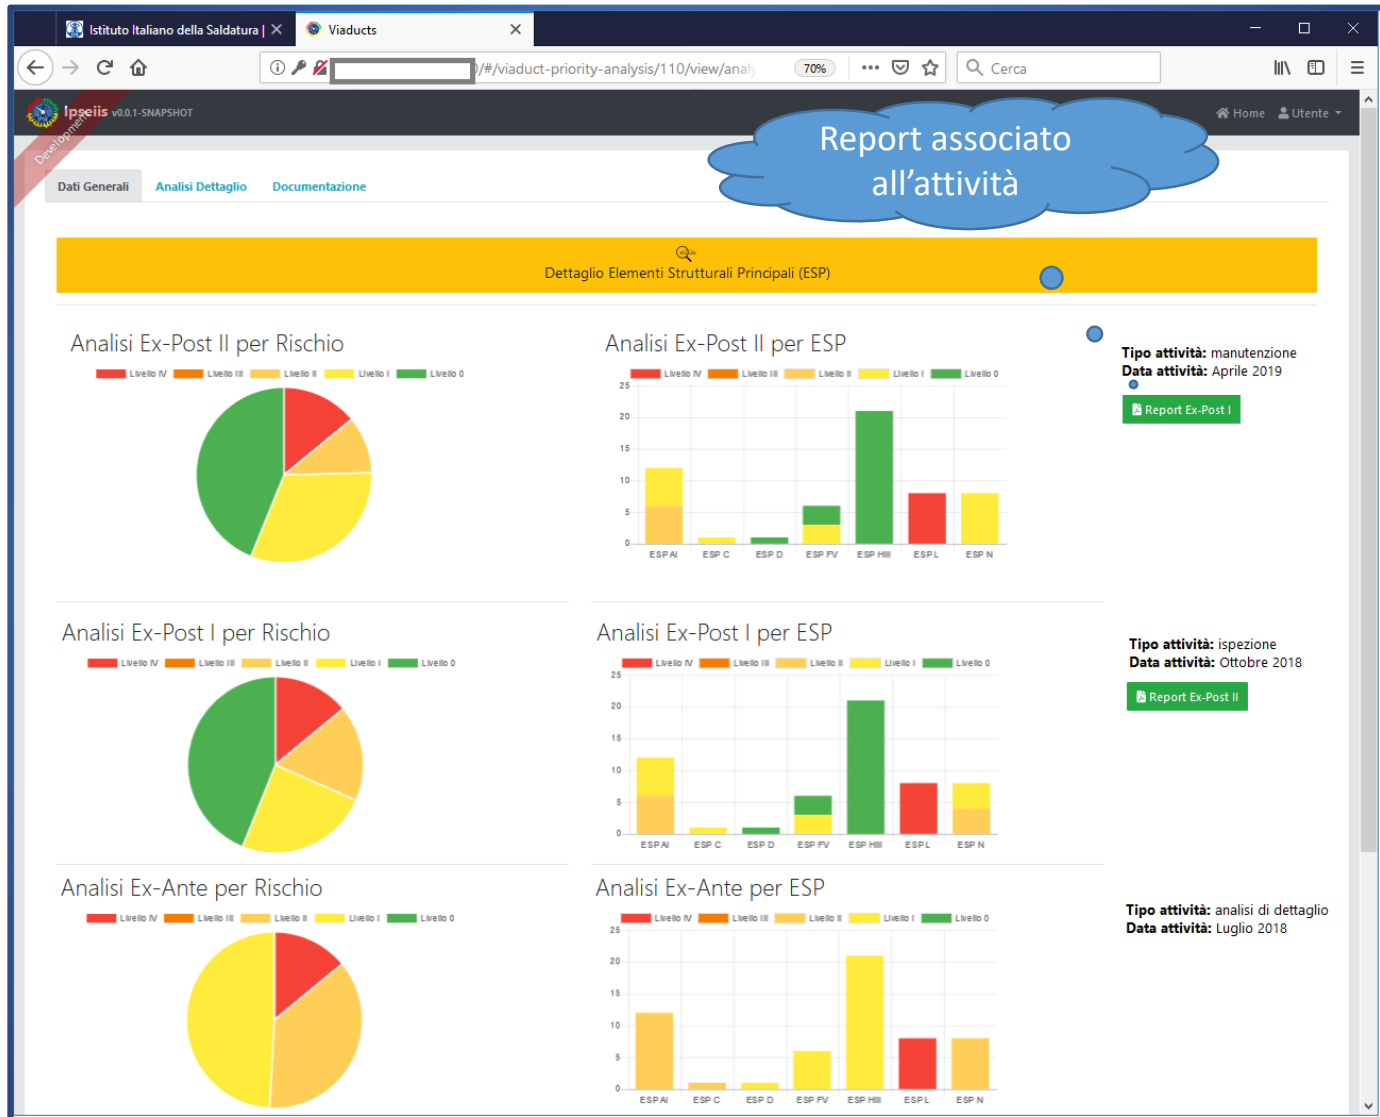 Istituto Italiano della Saldatura |
Viaducts
/#/viaduct-priority-analysis/110/view/analy
70%
Cerca
Ipseiis v0.0.1-SNAPSHOT
Home
Utente
Development
Report associato
all'attività
Dati Generali
Analisi Dettaglio
Documentazione
Dettaglio Elementi Strutturali Principali (ESP)
Analisi Ex-Post II per Rischio
Livello IV Livello III Livello II Livello I Livello 0
Analisi Ex-Post II per ESP
Livello IV Livello III Livello II Livello I Livello 0
25
20
15
10
5
0
ESP AI ESP C ESP D ESP FV ESP HIII ESP L ESP N
Tipo attività: manutenzione
Data attività: Aprile 2019
Report Ex-Post I
Analisi Ex-Post I per Rischio
Livello IV Livello III Livello II Livello I Livello 0
Analisi Ex-Post I per ESP
Livello IV Livello III Livello II Livello I Livello 0
25
20
15
10
5
0
ESP AI ESP C ESP D ESP FV ESP HIII ESP L ESP N
Tipo attività: ispezione
Data attività: Ottobre 2018
Report Ex-Post II
Analisi Ex-Ante per Rischio
Livello IV Livello III Livello II Livello I Livello 0
Analisi Ex-Ante per ESP
Livello IV Livello III Livello II Livello I Livello 0
25
20
15
10
5
0
ESP AI ESP C ESP D ESP FV ESP HIII ESP L ESP N
Tipo attività: analisi di dettaglio
Data attività: Luglio 2018